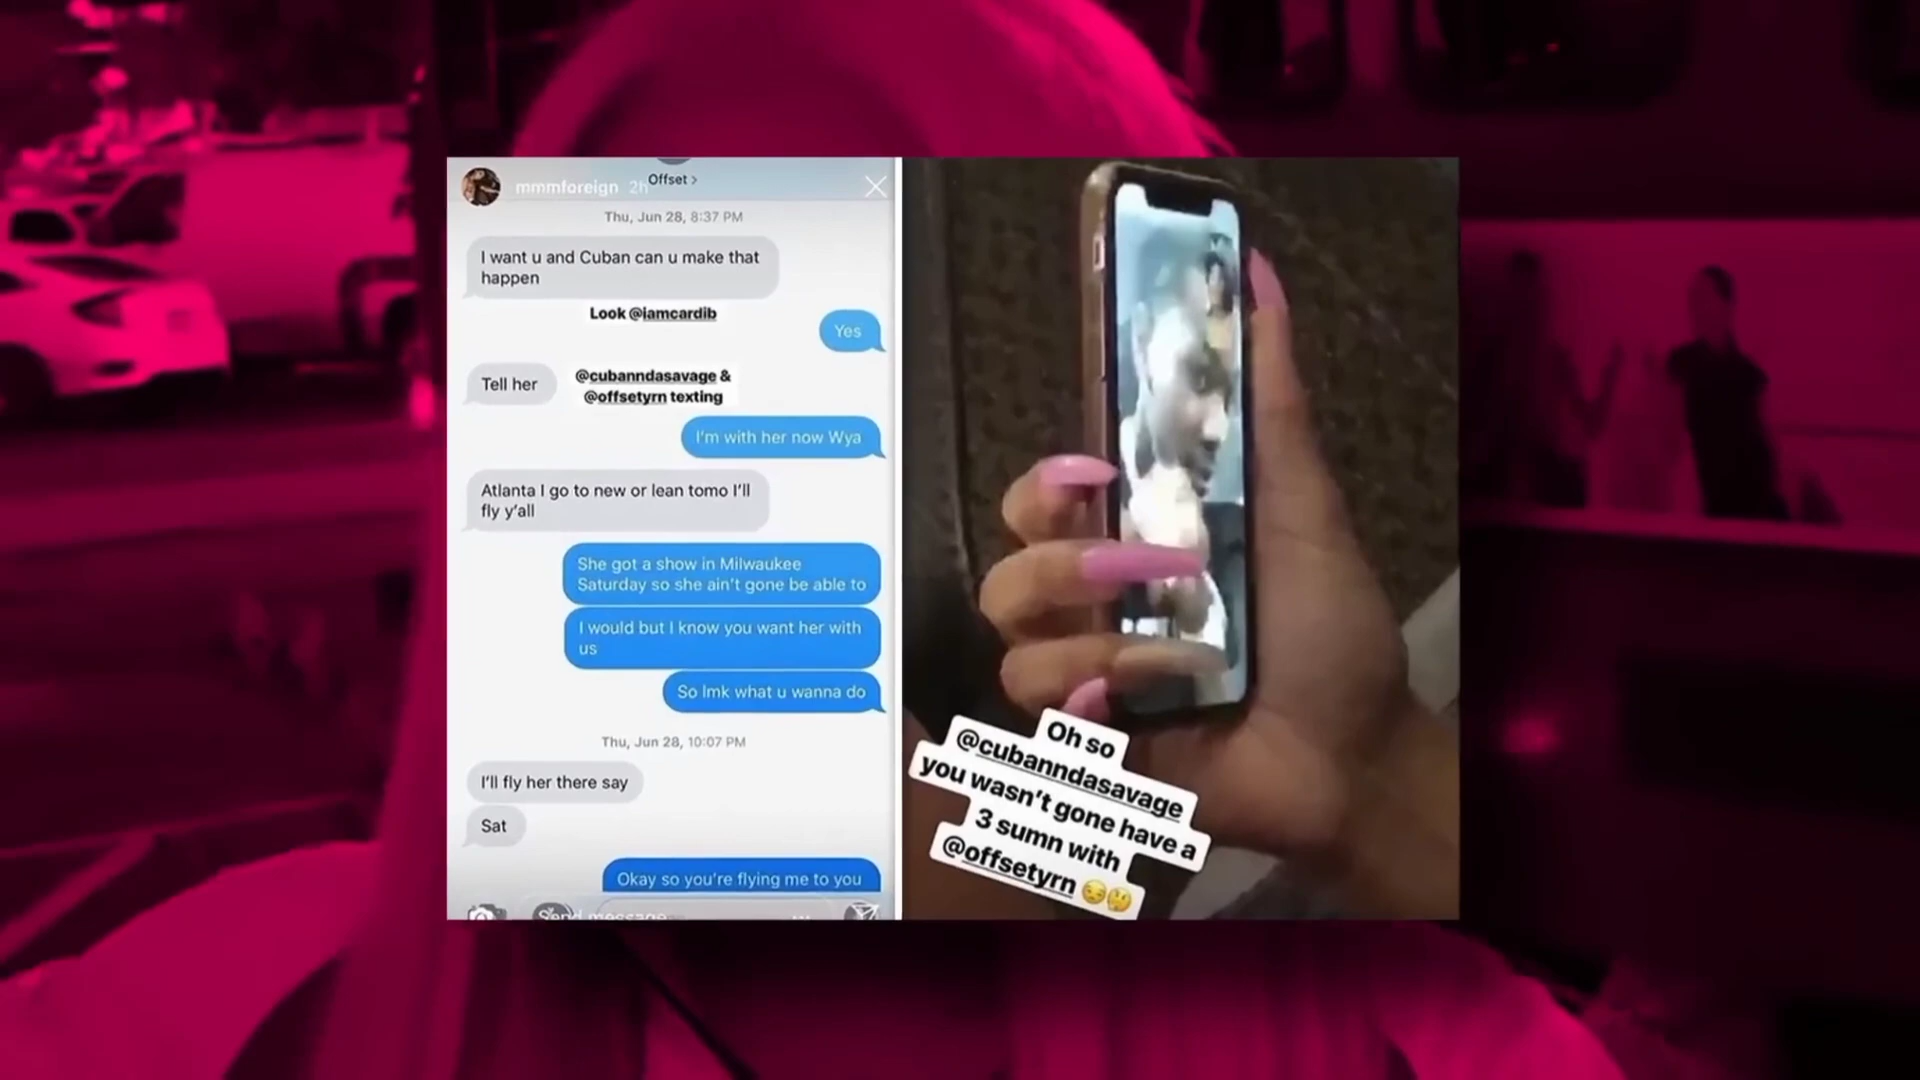 mmmforeign 2h
Offset >
Thu, Jun 28, 8:37 PM
I want u and Cuban can u make that
happen
Look @iamcardib
Yes
Tell her
@cubanndasavage &
@offsetyrn texting
I'm with her now Wya
Atlanta I go to new or lean tomo I'll
fly y'all
She got a show in Milwaukee
Saturday so she ain't gone be able to
I would but I know you want her with
us
So lmk what u wanna do
Thu, Jun 28, 10:07 PM
I'll fly her there say
Sat
Okay so you're flying me to you
Send message
Oh so
@cubanndasavage
you wasn't gone have a
3 sumn with
@offsetyrn 😏🤔